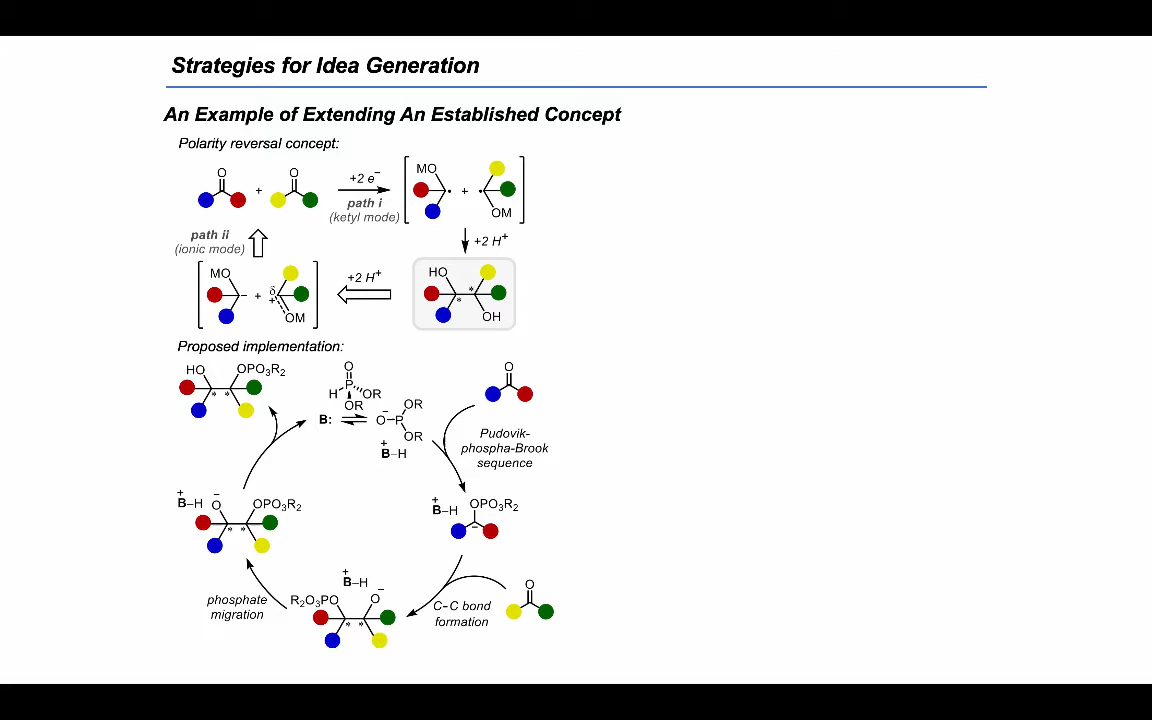 Strategies for Idea Generation
An Example of Extending An Established Concept
Polarity reversal concept:
O
+
O
+2 e⁻
path i
(ketyl mode)
MO
•
+
•
OM
path ii
(ionic mode)
+2 H⁺
MO
−
+
δ
+
OM
+2 H⁺
HO
*
*
OH
Proposed implementation:
HO
OPO₃R₂
*
*
O
H
P
OR
OR
B:
−
O
P
OR
OR
+
B–H
O
Pudovik-
phospha-Brook
sequence
+
B–H
−
O
OPO₃R₂
*
*
+
B–H
OPO₃R₂
−
phosphate
migration
+
B–H
R₂O₃PO
O
−
*
*
C–C bond
formation
O